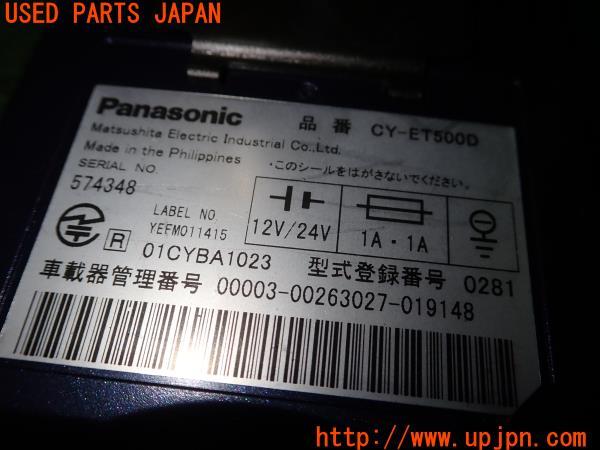 USED PARTS JAPAN
Panasonic 品番 CY-ET500D
Matsushita Electric Industrial Co.,Ltd.
Made in the Philippines ・このシールをはがさないでください。
SERIAL NO.
574348
LABEL NO.
YEFM011415
12V/24V 1A・1A
R 01CYBA1023 型式登録番号 0281
車載器管理番号 00003-00263027-019148
http://www.upjpn.com